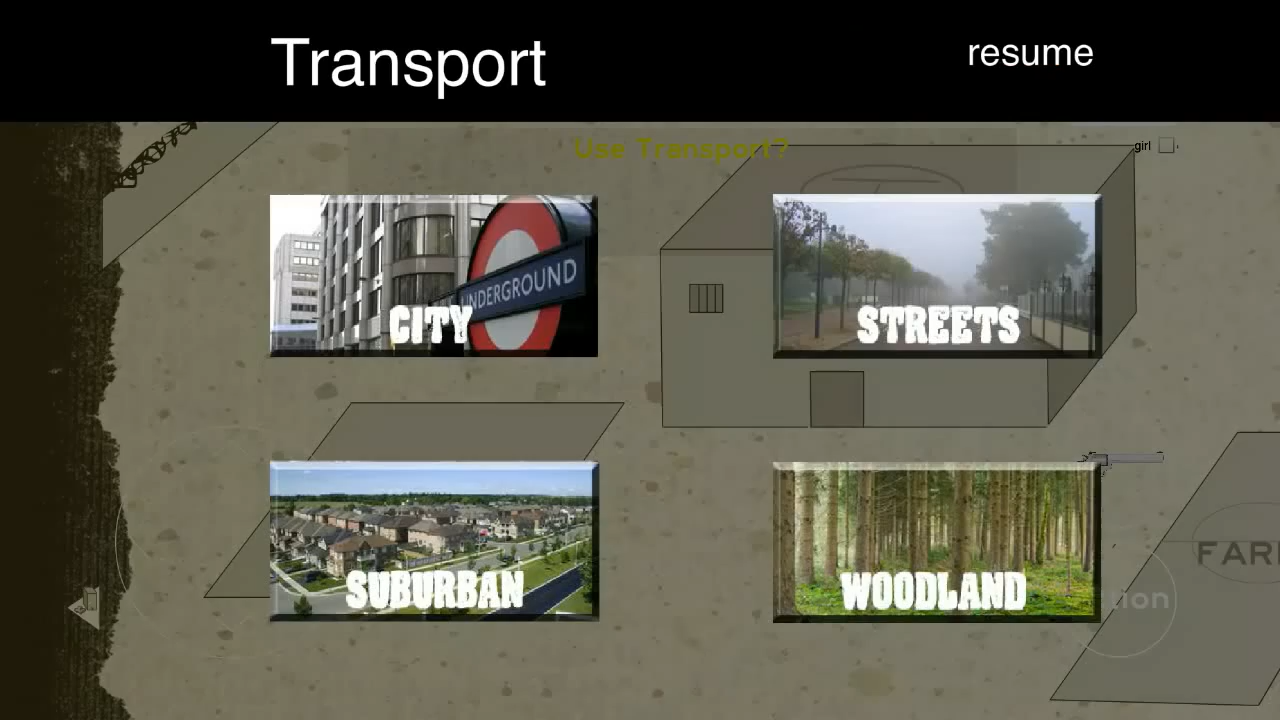 Transport
resume
Use Transport?
girl
UNDERGROUND
CITY
STREETS
SUBURBAN
WOODLAND
FAR
tion